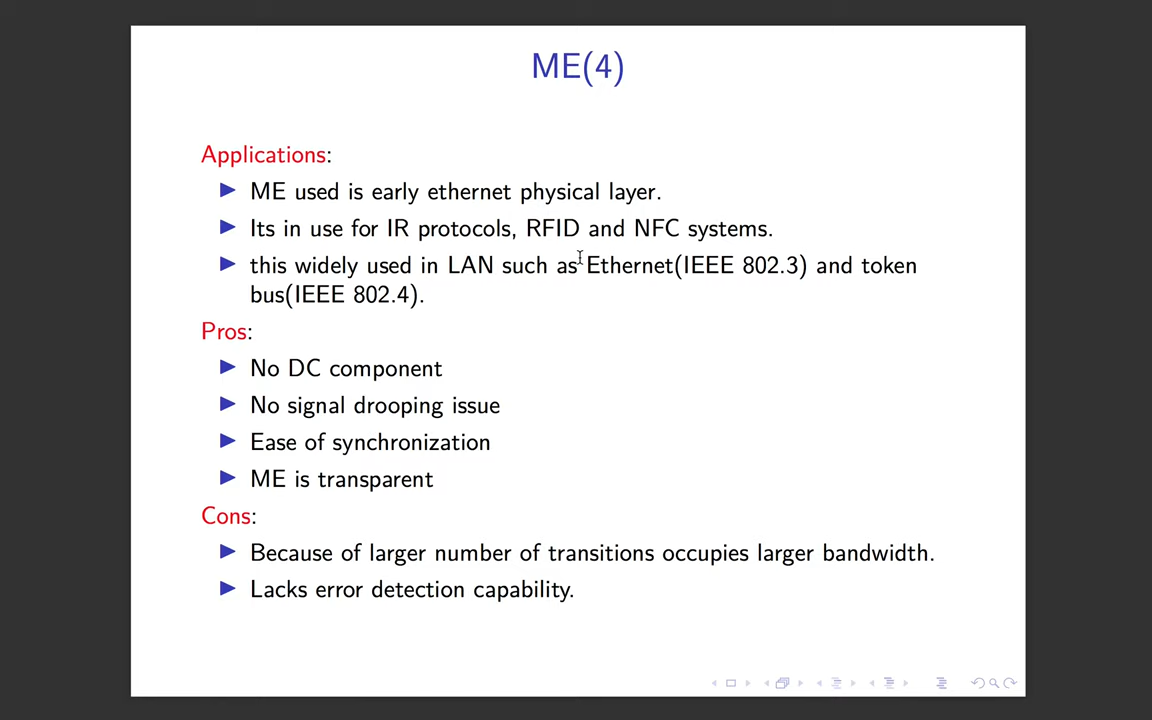 ME(4)
Applications:
ME used is early ethernet physical layer.
Its in use for IR protocols, RFID and NFC systems.
this widely used in LAN such as Ethernet(IEEE 802.3) and token
bus(IEEE 802.4).
Pros:
No DC component
No signal drooping issue
Ease of synchronization
ME is transparent
Cons:
Because of larger number of transitions occupies larger bandwidth.
Lacks error detection capability.